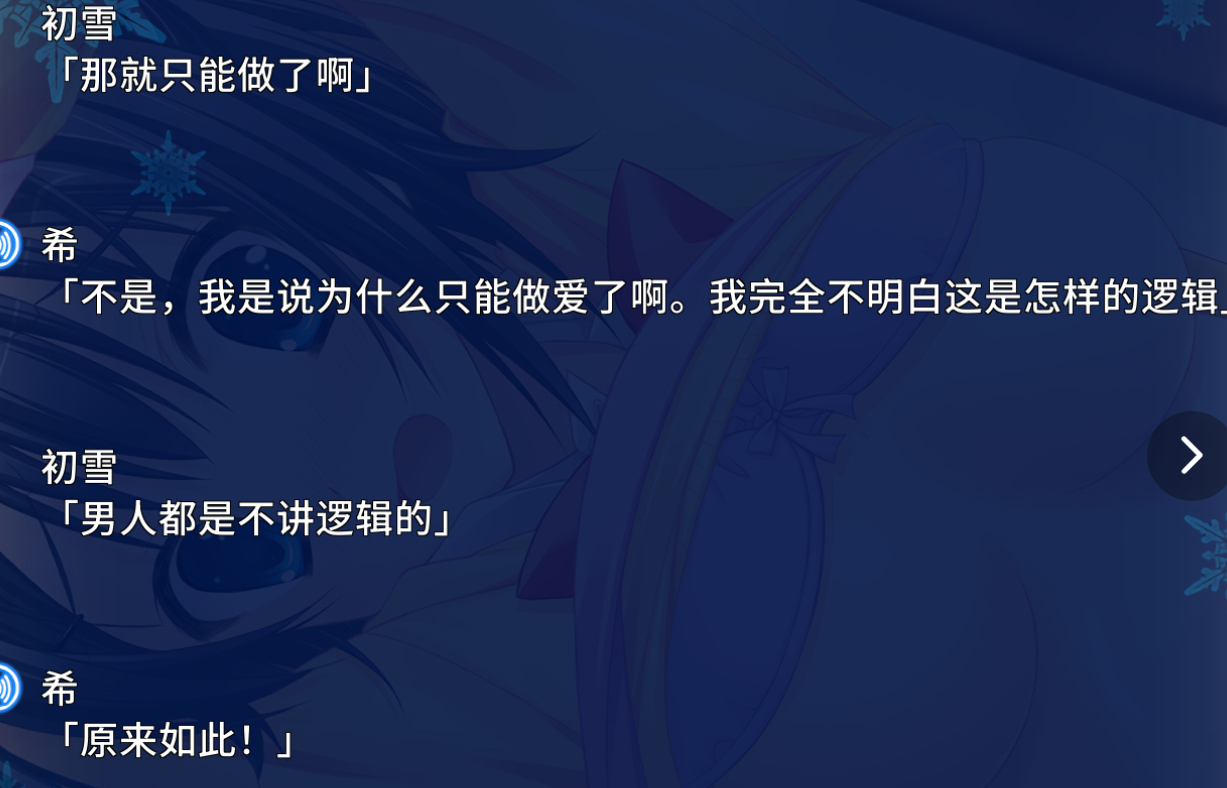 初雪
「那就只能做了啊」
希
「不是，我是说为什么只能做爱了啊。我完全不明白这是怎样的逻辑」
初雪
「男人都是不讲逻辑的」
希
「原来如此！」